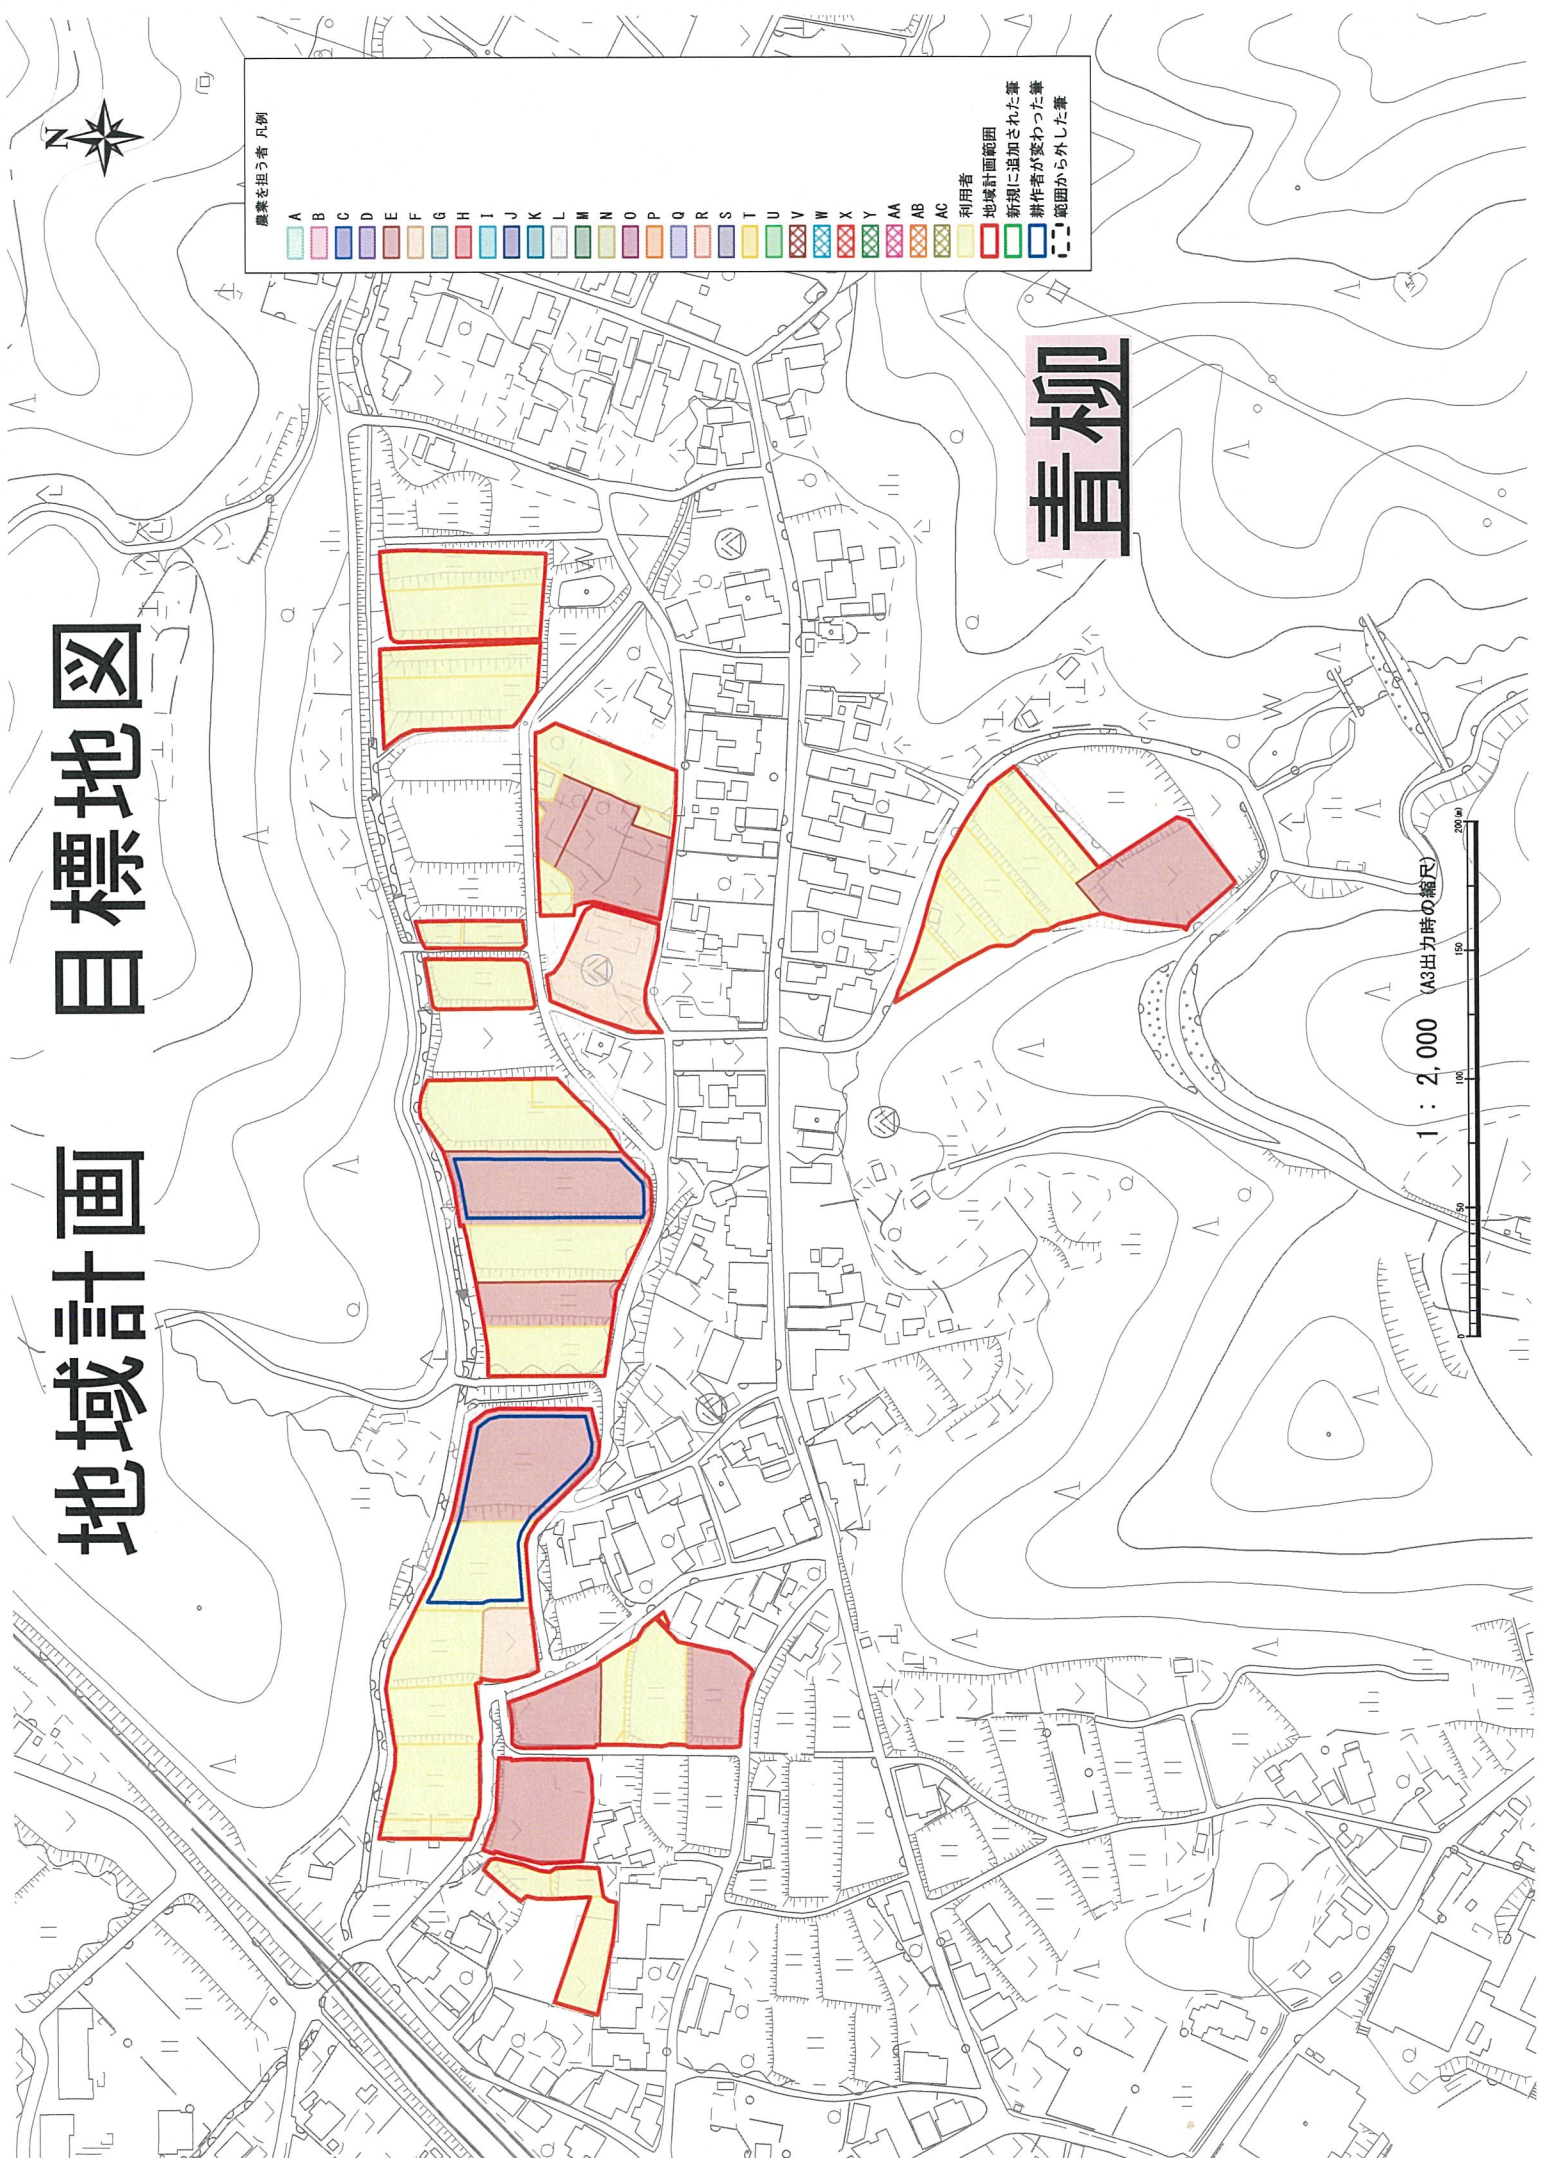 地域計画 目標地図
N
農業を担う者 凡例
A
B
C
D
E
F
G
H
I
J
K
L
M
N
O
P
Q
R
S
T
U
V
W
X
Y
AA
AB
AC
利用者
地域計画範囲
新規に追加された筆
耕作者が変わった筆
範囲から外した筆
青柳
1 : 2,000 (A3出力時の縮尺)
0 50 100 150 200(m)